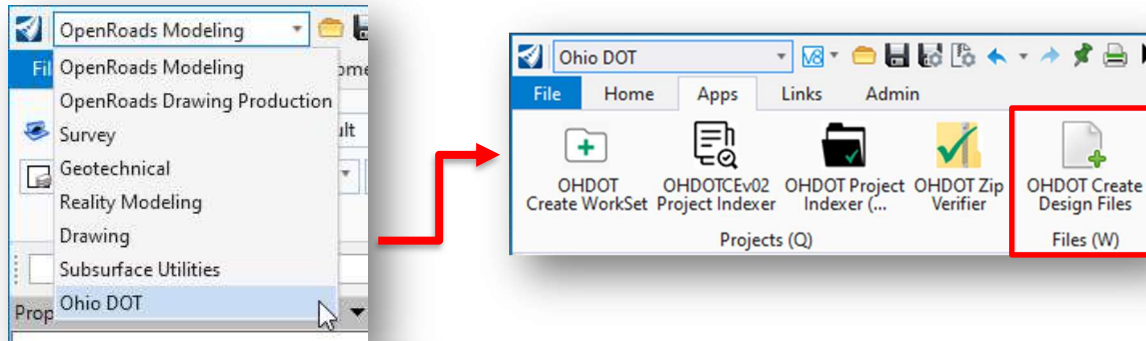 OpenRoads Modeling
Fil
OpenRoads Modeling
ome
OpenRoads Drawing Production
Survey
ult
Geotechnical
Reality Modeling
Drawing
Subsurface Utilities
Prop
Ohio DOT
Ohio DOT
V8
File Home Apps Links Admin
OHDOT Create WorkSet
OHDOTCEv02 Project Indexer
OHDOT Project Indexer (...
OHDOT Zip Verifier
OHDOT Create Design Files
Projects (Q)
Files (W)